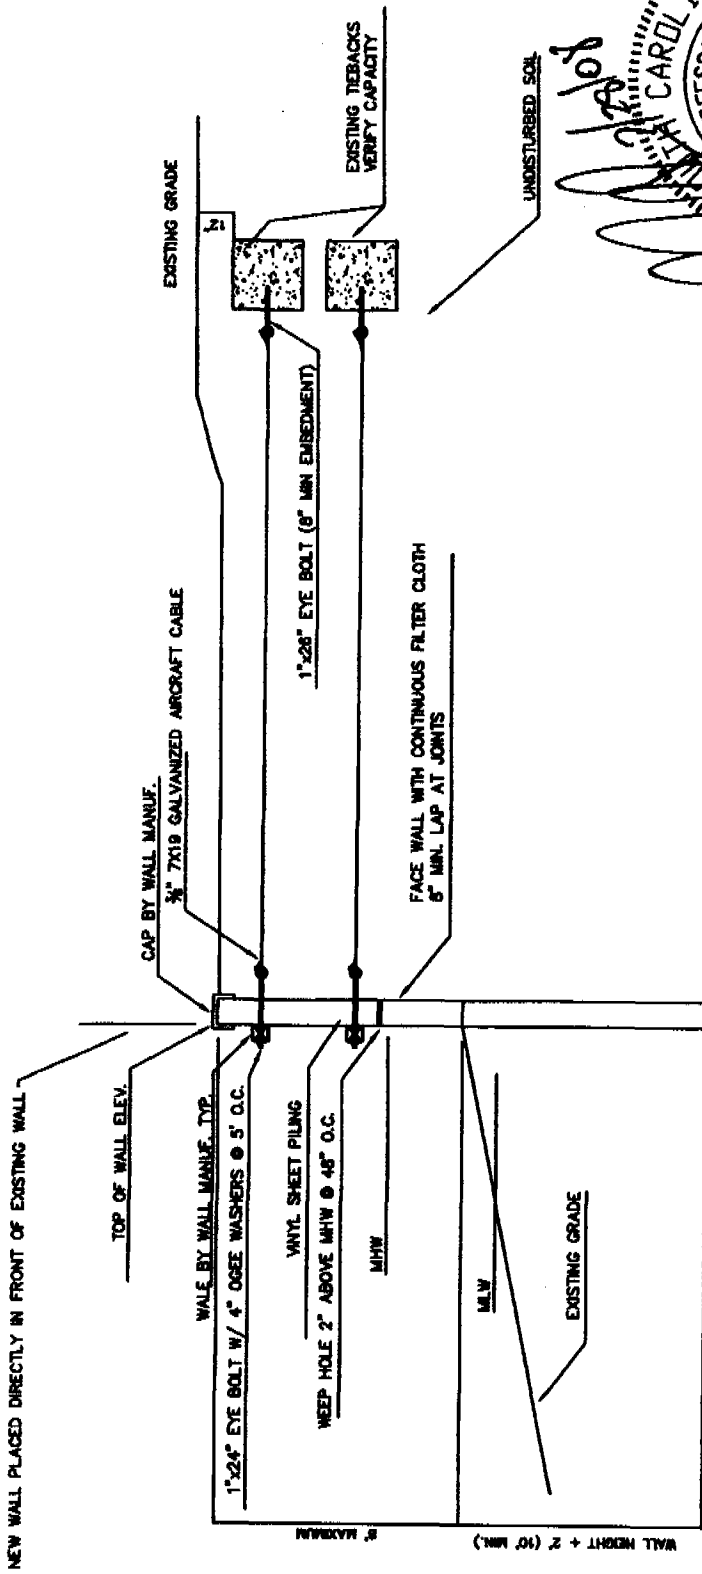 NEW WALL PLACED DIRECTLY IN FRONT OF EXISTING WALL
TOP OF WALL ELEV.
CAP BY WALL MANUF.
7X19 GALVANIZED AIRCRAFT CABLE
EXISTING GRADE
12"
EXISTING TIEBACKS
VERIFY CAPACITY
WALE BY WALL MANUF. TYP.
1"x24" EYE BOLT W/ 4" OGEE WASHERS @ 5' O.C.
1"x26" EYE BOLT (8" MIN EMBEDMENT)
VINYL SHEET PILING
WEEP HOLE 2" ABOVE MHW @ 48" O.C.
MHW
FACE WALL WITH CONTINUOUS FILTER CLOTH
6" MIN. LAP AT JOINTS
UNDISTURBED SOIL
MLW
EXISTING GRADE
MAXIMUM
WALL HEIGHT + 2' (10' MIN.)
CAROL